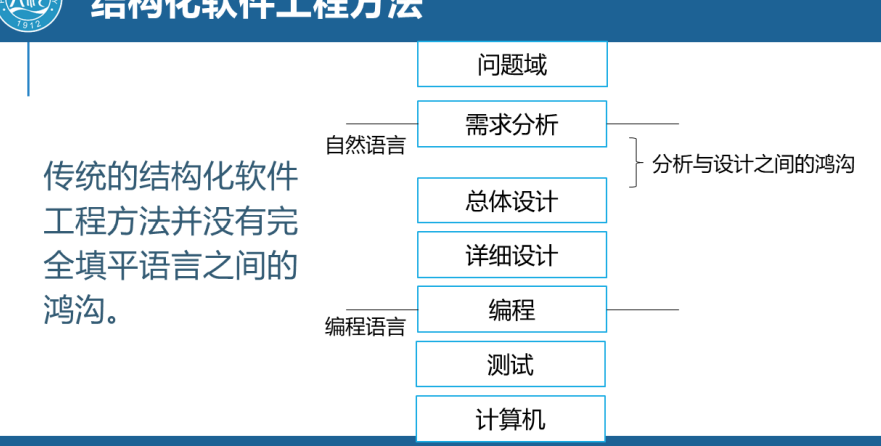 结构化软件工程方法
1912
问题域
需求分析
自然语言
分析与设计之间的鸿沟
传统的结构化软件
工程方法并没有完
全填平语言之间的
鸿沟。
总体设计
详细设计
编程
编程语言
测试
计算机